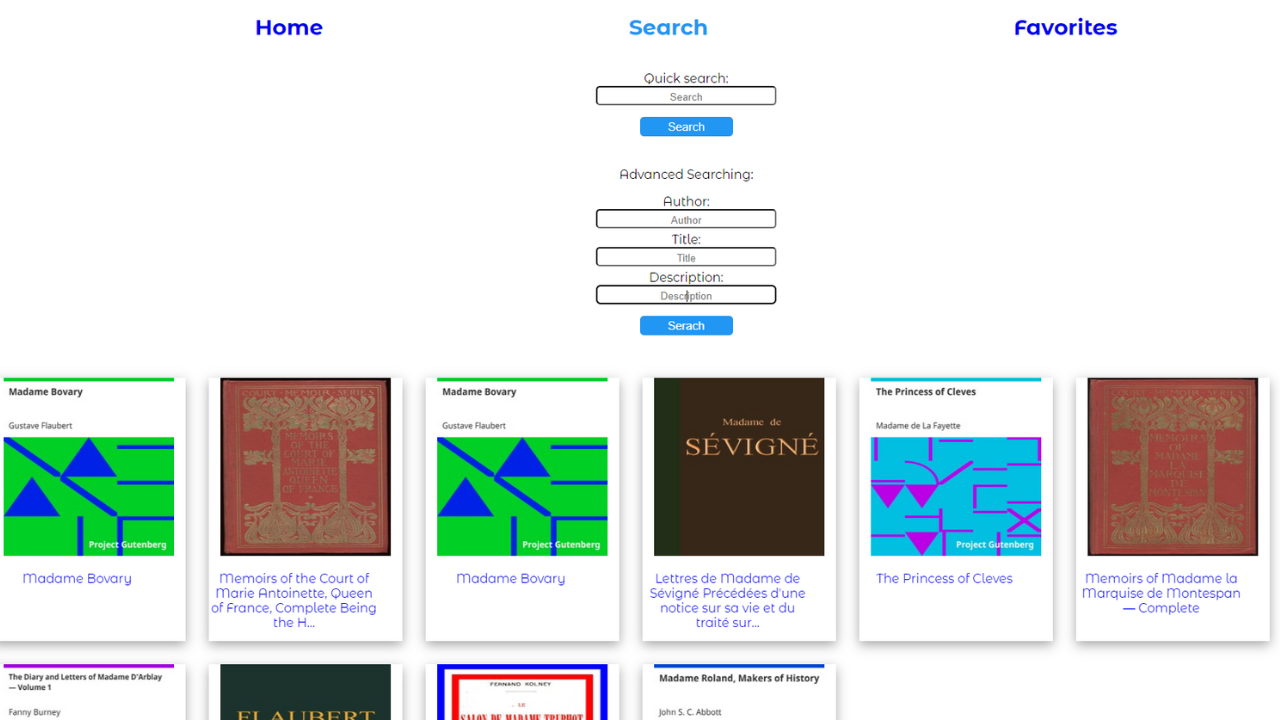 Home
Search
Favorites
Quick search:
Search
Search
Advanced Searching:
Author:
Author
Title:
Title
Description:
Description
Serach
Madame Bovary
Gustave Flaubert
Project Gutenberg
Madame Bovary
COURT MEMOIR SERIES
MEMOIRS
OF THE
COURT OF
MARIE
ANTOINETTE
QUEEN
OF FRANCE
Memoirs of the Court of
Marie Antoinette, Queen
of France, Complete Being
the H...
Madame Bovary
Gustave Flaubert
Project Gutenberg
Madame Bovary
Madame de
SÉVIGNÉ
Lettres de Madame de
Sévigné Précédées d'une
notice sur sa vie et du
traité sur...
The Princess of Cleves
Madame de La Fayette
Project Gutenberg
The Princess of Cleves
MEMOIRS
OF
MADAME
LA
MARQUISE
DE
MONTESPAN
Memoirs of Madame la
Marquise de Montespan
— Complete
The Diary and Letters of Madame D'Arblay
— Volume 1
Fanny Burney
FLAUBERT
FERNAND KOLNEY
LE
SALON DE MADAME TRUPHOT
Madame Roland, Makers of History
John S. C. Abbott